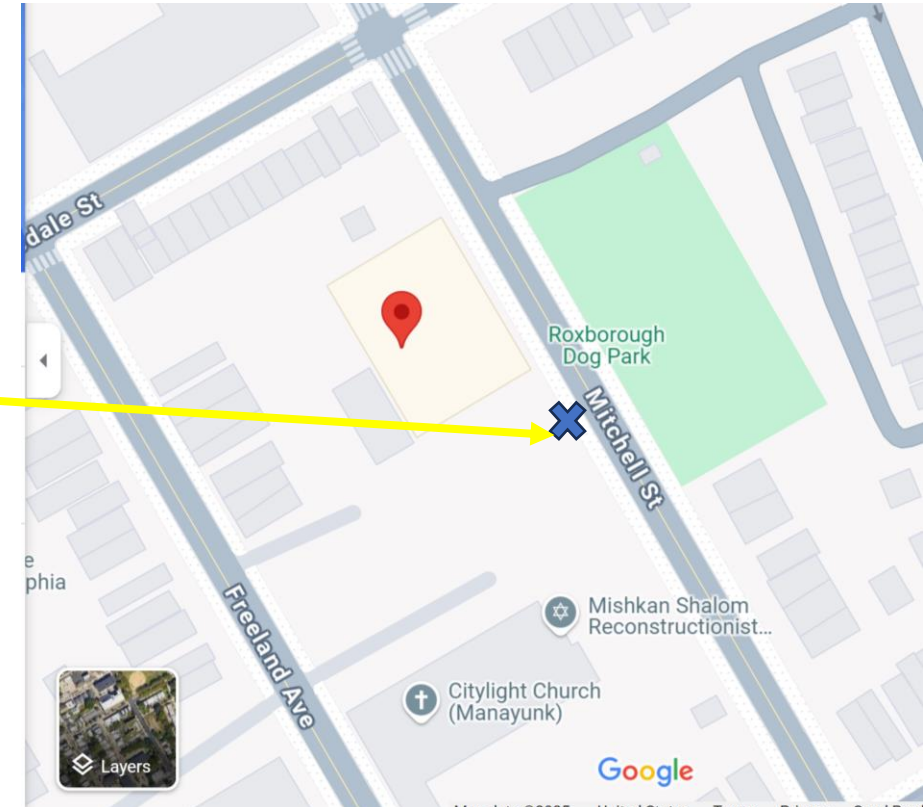 dale St
Roxborough
Dog Park
Mitchell St
e
phia
Freeland Ave
Mishkan Shalom
Reconstructionist...
Citylight Church
(Manayunk)
Layers
Google